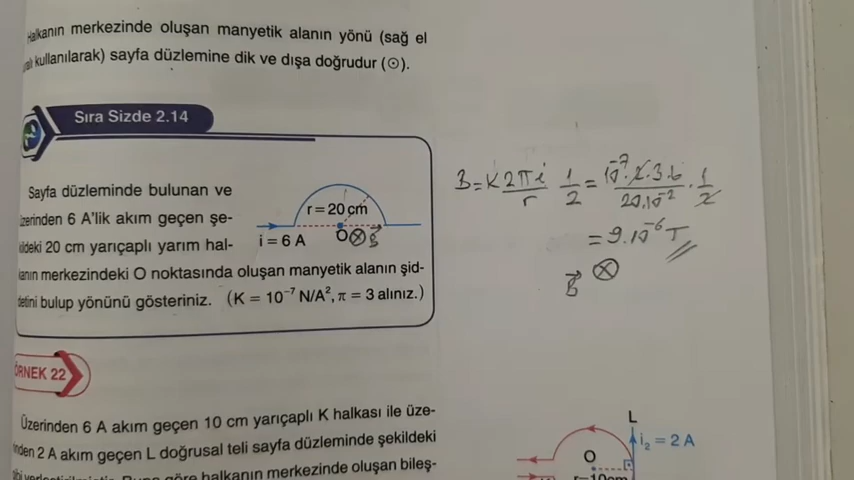 Halkanın merkezinde oluşan manyetik alanın yönü (sağ el
kullanılarak) sayfa düzlemine dik ve dışa doğrudur (⊙).
Sıra Sizde 2.14
Sayfa düzleminde bulunan ve
üzerinden 6 A'lik akım geçen şe-
kildeki 20 cm yarıçaplı yarım hal-
kanın merkezindeki O noktasında oluşan manyetik alanın şid-
detini bulup yönünü gösteriniz. (K = 10⁻⁷ N/A², π = 3 alınız.)
r = 20 cm
i = 6 A
O ⊗ B⃗
B = K 2πi/r 1/2 = 10⁻⁷.2.3.6/20.10⁻² . 1/2
= 9.10⁻⁶ T
B⃗ ⊗
ÖRNEK 22
Üzerinden 6 A akım geçen 10 cm yarıçaplı K halkası ile üze-
rinden 2 A akım geçen L doğrusal teli sayfa düzleminde şekildeki
gibi yerleştirilmiştir. Buna göre halkanın merkezinde oluşan bileş-
L
i₂ = 2 A
O
r=10cm